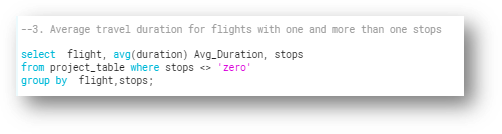 --3. Average travel duration for flights with one and more than one stops
select  flight, avg(duration) Avg_Duration, stops
from project_table where stops <> 'zero'
group by  flight,stops;